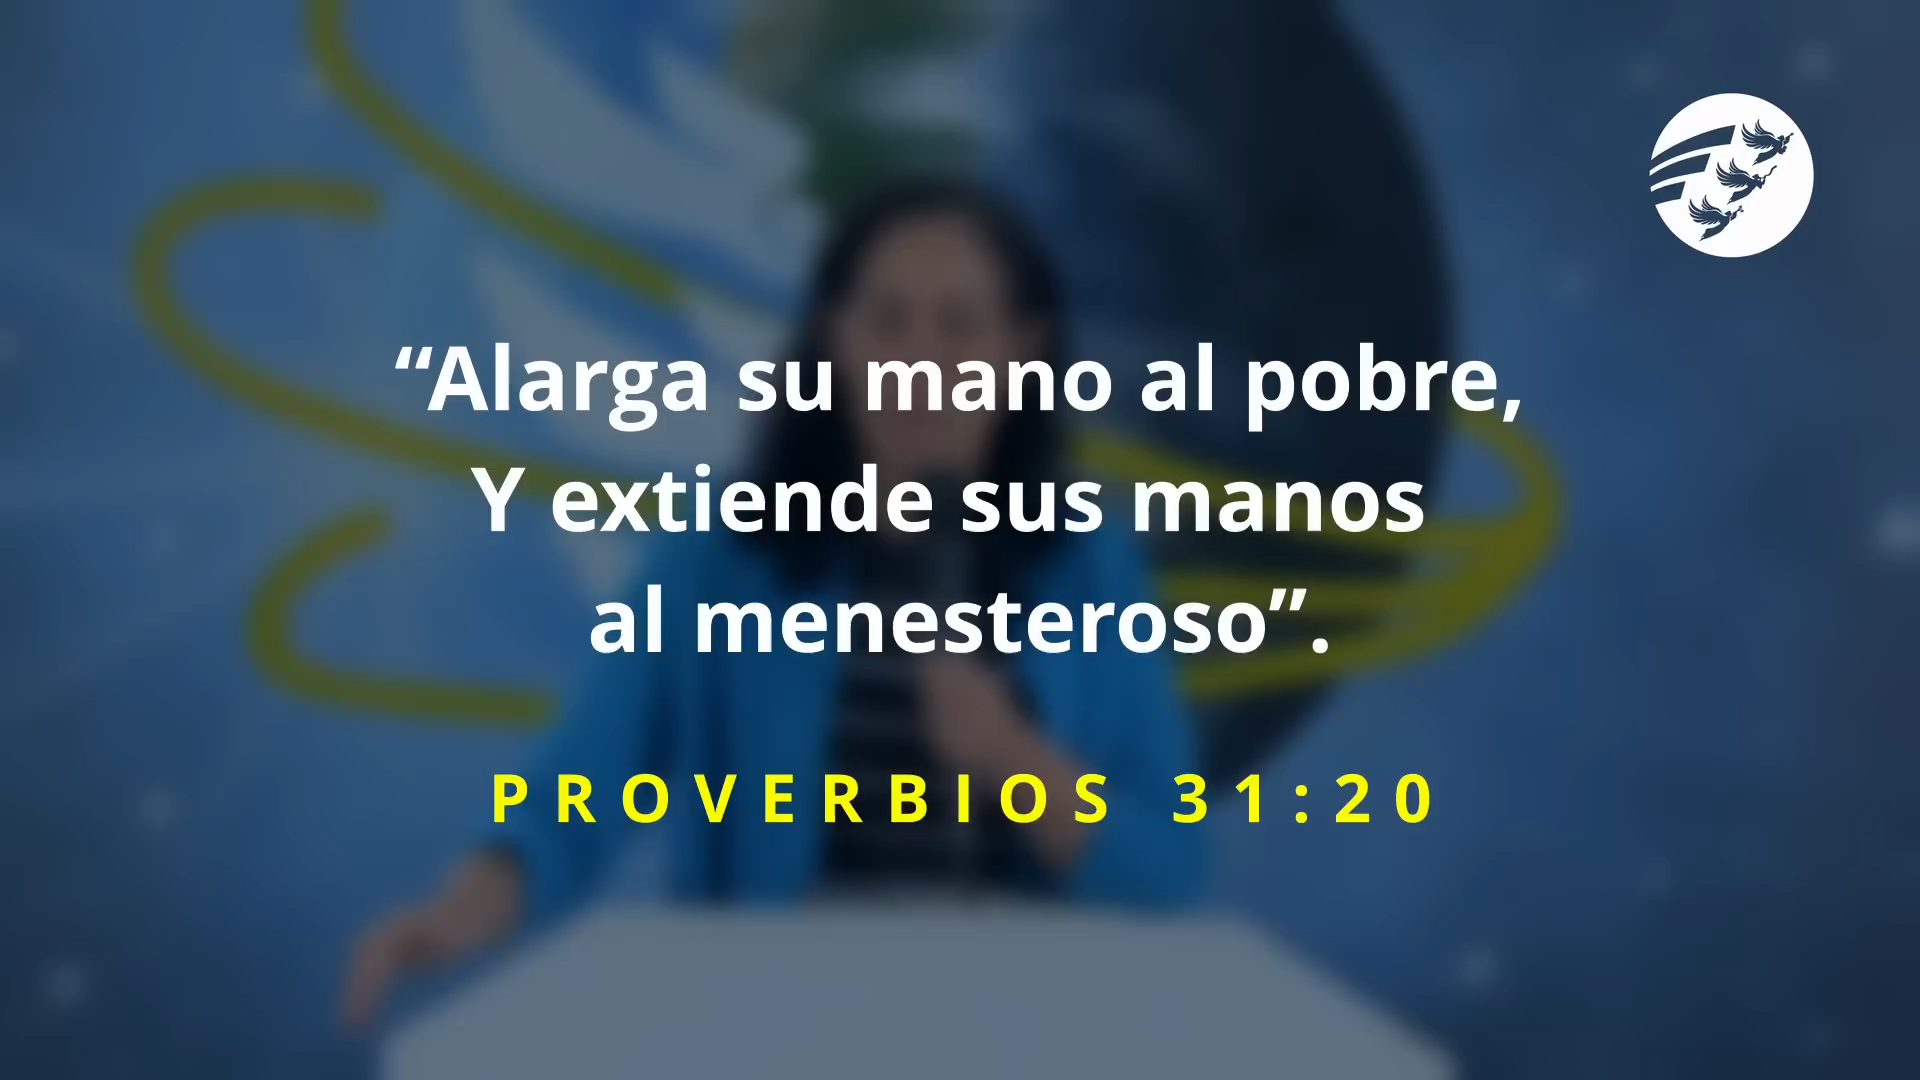 “Alarga su mano al pobre,
Y extiende sus manos
al menesteroso”.
PROVERBIOS 31:20